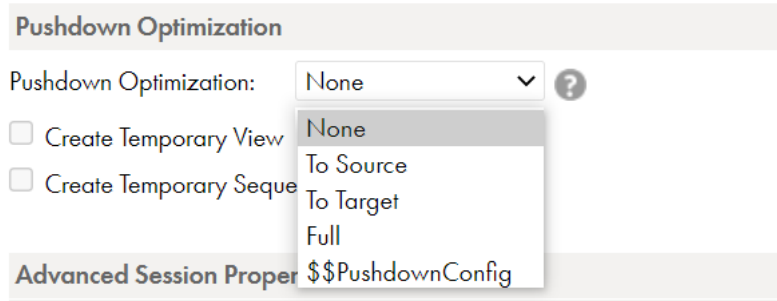 Pushdown Optimization
Pushdown Optimization: None ?
None
Create Temporary View
To Source
Create Temporary Seque
To Target
Full
Advanced Session Proper
$$PushdownConfig